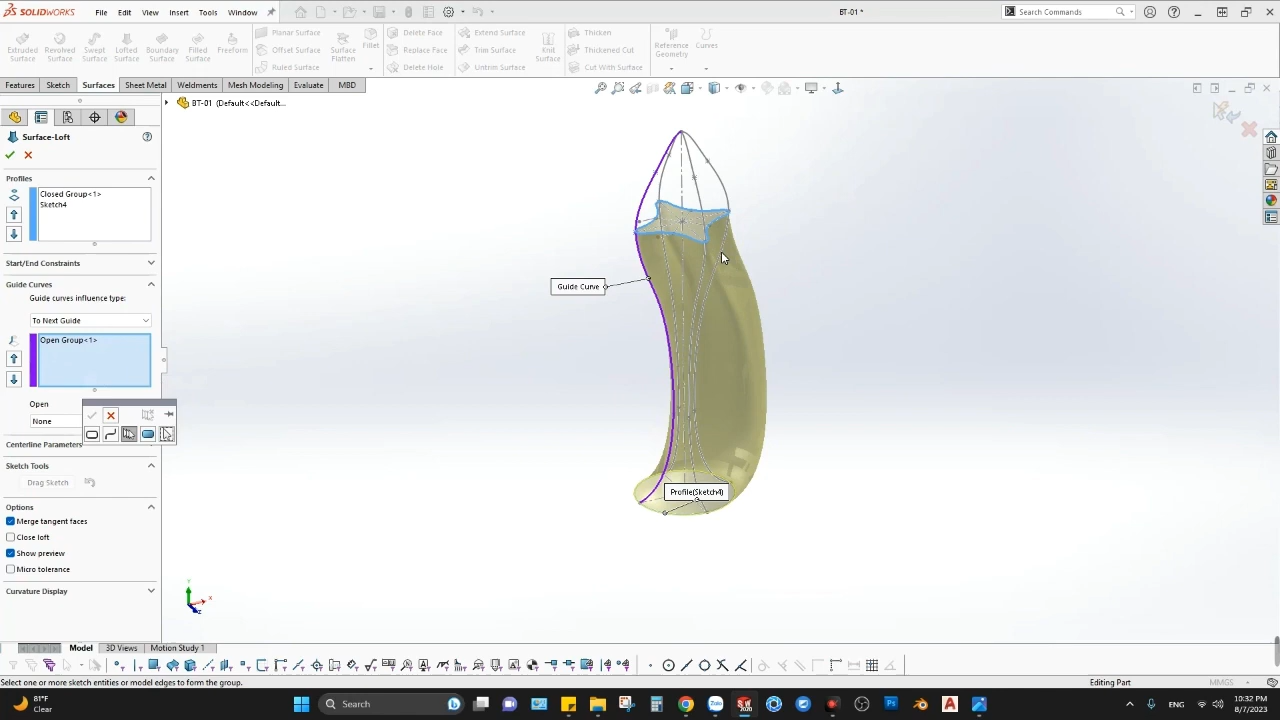 SOLIDWORKS
File Edit View Insert Tools Window
BT-01 *
Search Commands
Extruded Surface
Revolved Surface
Swept Surface
Lofted Surface
Boundary Surface
Filled Surface
Freeform
Planar Surface
Offset Surface
Ruled Surface
Surface Flatten
Fillet
Delete Face
Replace Face
Delete Hole
Extend Surface
Trim Surface
Untrim Surface
Knit Surface
Thicken
Thickened Cut
Cut With Surface
Reference Geometry
Curves
Features Sketch Surfaces Sheet Metal Weldments Mesh Modeling Evaluate MBD
BT-01 (Default<<Default...
Surface-Loft
Profiles
Closed Group<1>
Sketch4
Start/End Constraints
Guide Curves
Guide curves influence type:
To Next Guide
Open Group<1>
Open
None
Centerline Parameters
Sketch Tools
Drag Sketch
Options
Merge tangent faces
Close loft
Show preview
Micro tolerance
Curvature Display
Guide Curve
Profile(Sketch4)
Y
X
Z
Model 3D Views Motion Study 1
Select one or more sketch entities or model edges to form the group.
Editing Part
MMGS
81°F
Clear
Search
ENG
10:32 PM
8/7/2023